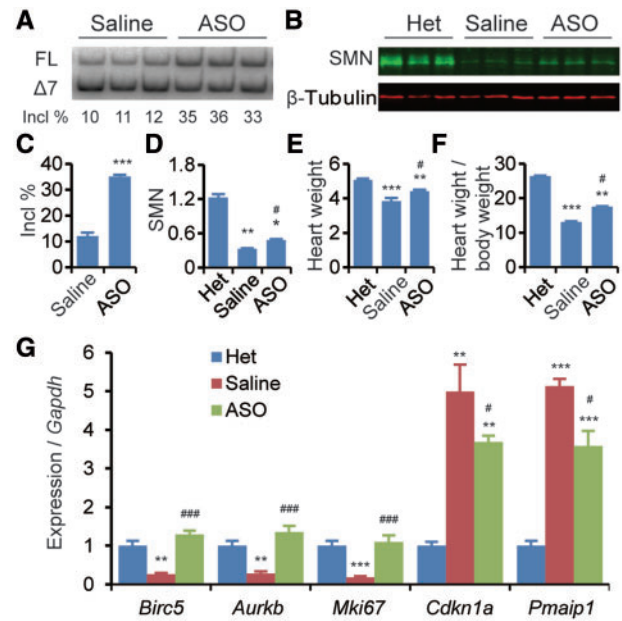 A
Saline ASO
FL
Δ7
Incl % 10 11 12 35 36 33
B
Het Saline ASO
SMN
β-Tubulin
C
Incl %
40
30
20
10
0
***
Saline
ASO
D
SMN
1.8
1.2
0.6
0
**
#
*
Het
Saline
ASO
E
Heart weight
6
4
2
0
***
#
**
Het
Saline
ASO
F
Heart wight /
body weight
30
20
10
0
***
#
**
Het
Saline
ASO
G
Expression / Gapdh
6
5
4
3
2
1
0
Het
Saline
ASO
** ###
** ###
*** ###
** # **
*** # ***
Birc5 Aurkb Mki67 Cdkn1a Pmaip1